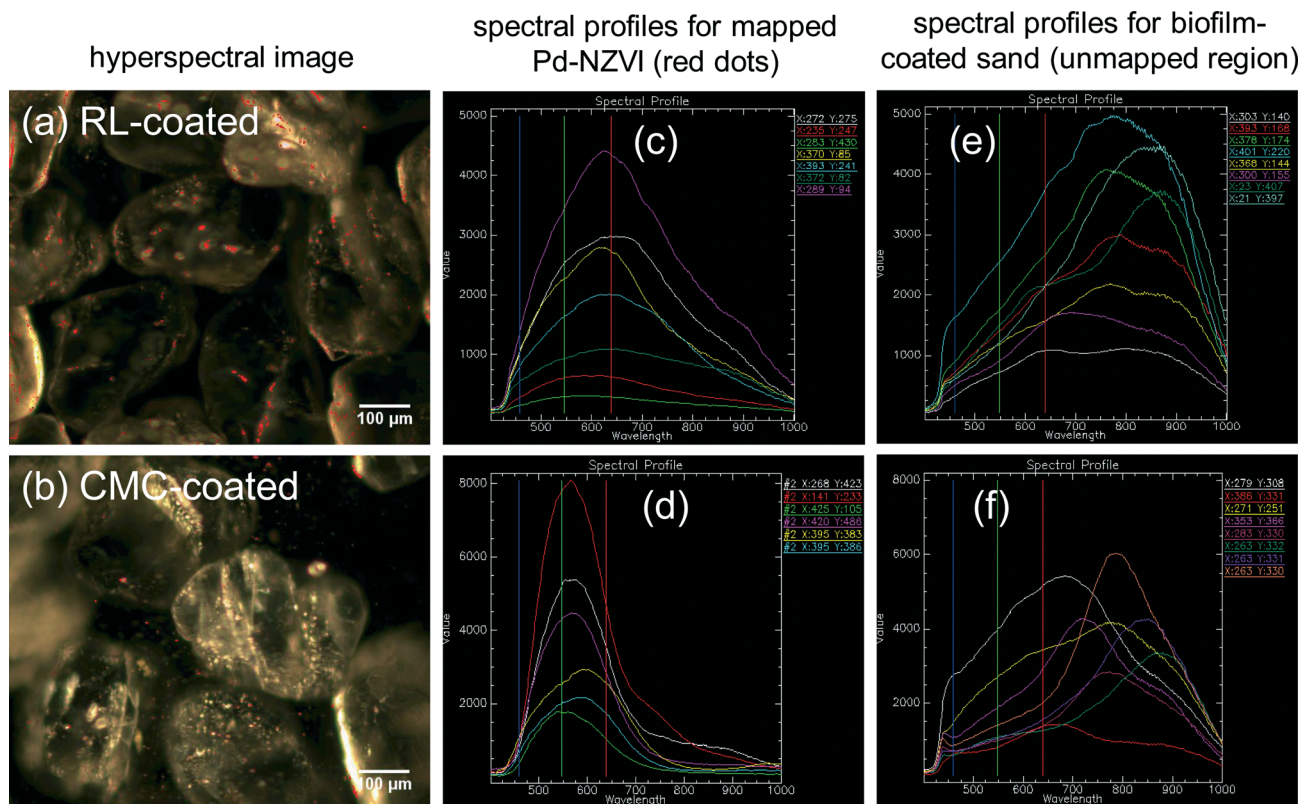 hyperspectral image
spectral profiles for mapped
Pd-NZVI (red dots)
spectral profiles for biofilm-
coated sand (unmapped region)
(a) RL-coated
100 µm
Spectral Profile
(c)
X:272 Y:275
X:235 Y:247
X:283 Y:430
X:370 Y:85
X:393 Y:241
X:372 Y:82
X:289 Y:94
5000
4000
3000
2000
1000
Value
500 600 700 800 900 1000
Wavelength
Spectral Profile
(e)
X:303 Y:140
X:393 Y:168
X:378 Y:174
X:401 Y:220
X:368 Y:144
X:300 Y:155
X:23 Y:407
X:21 Y:397
5000
4000
3000
2000
1000
Value
500 600 700 800 900 1000
Wavelength
(b) CMC-coated
100 µm
Spectral Profile
(d)
#2 X:268 Y:423
#2 X:141 Y:233
#2 X:425 Y:105
#2 X:420 Y:486
#2 X:395 Y:383
#2 X:395 Y:386
8000
6000
4000
2000
Value
500 600 700 800 900 1000
Wavelength
Spectral Profile
(f)
X:279 Y:308
X:386 Y:331
X:271 Y:251
X:353 Y:366
X:283 Y:330
X:263 Y:332
X:263 Y:331
X:263 Y:330
8000
6000
4000
2000
Value
500 600 700 800 900 1000
Wavelength